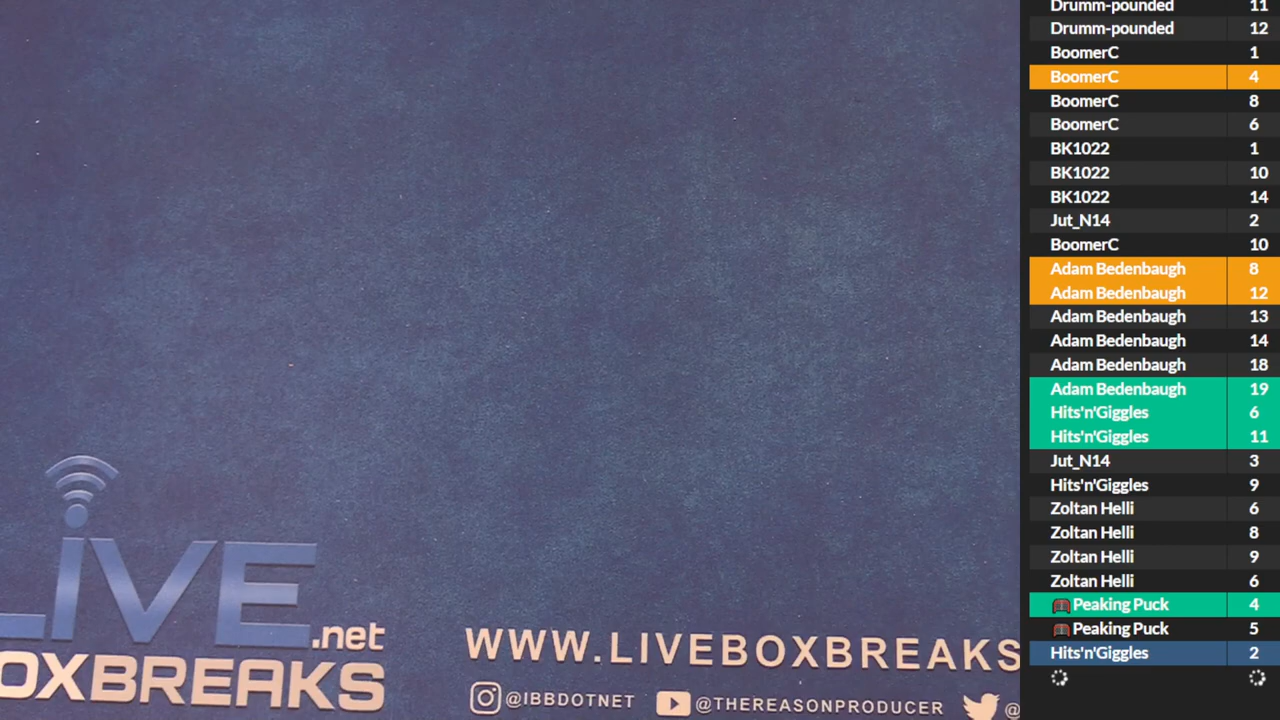 Drumm-pounded 11
Drumm-pounded 12
BoomerC 1
BoomerC 4
BoomerC 8
BoomerC 6
BK1022 1
BK1022 10
BK1022 14
Jut_N14 2
BoomerC 10
Adam Bedenbaugh 8
Adam Bedenbaugh 12
Adam Bedenbaugh 13
Adam Bedenbaugh 14
Adam Bedenbaugh 18
Adam Bedenbaugh 19
Hits'n'Giggles 6
Hits'n'Giggles 11
Jut_N14 3
Hits'n'Giggles 9
Zoltan Helli 6
Zoltan Helli 8
Zoltan Helli 9
Zoltan Helli 6
Peaking Puck 4
Peaking Puck 5
Hits'n'Giggles 2
LiVE.net
OXBREAKS
WWW.LIVEBOXBREAKS
@IBBDOTNET @THEREASONPRODUCER @